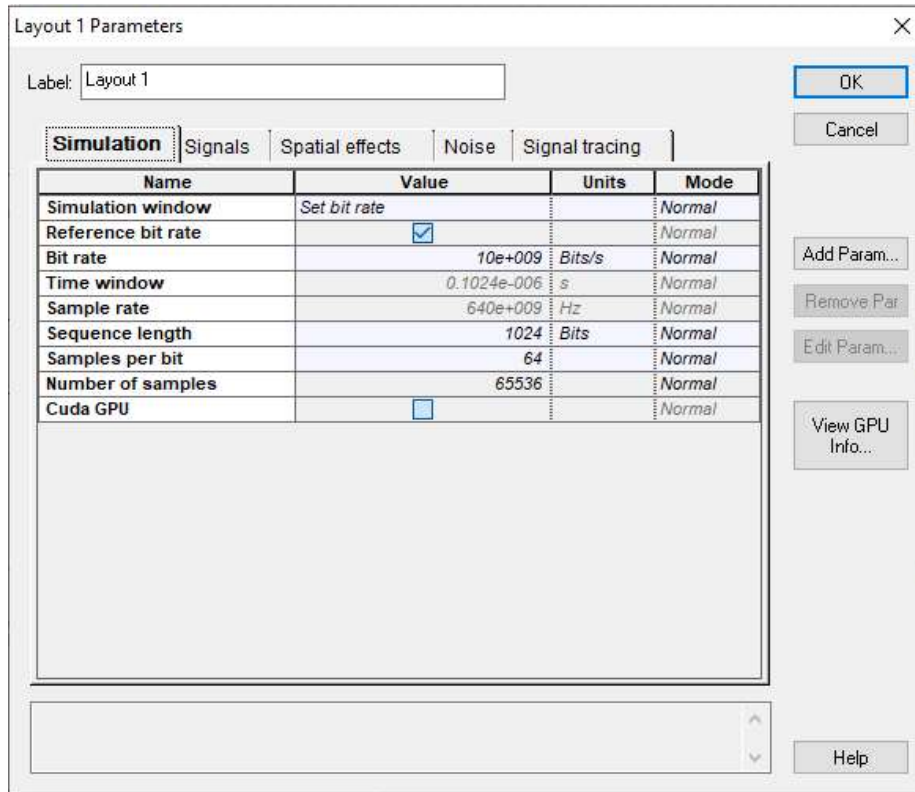 Layout 1 Parameters
Label: Layout 1
OK
Cancel
Simulation Signals Spatial effects Noise Signal tracing
Name Value Units Mode
Simulation window Set bit rate Normal
Reference bit rate Normal
Bit rate 10e+009 Bits/s Normal
Time window 0.1024e-006 s Normal
Sample rate 640e+009 Hz Normal
Sequence length 1024 Bits Normal
Samples per bit 64 Normal
Number of samples 65536 Normal
Cuda GPU Normal
Add Param...
Remove Par
Edit Param...
View GPU
Info...
Help